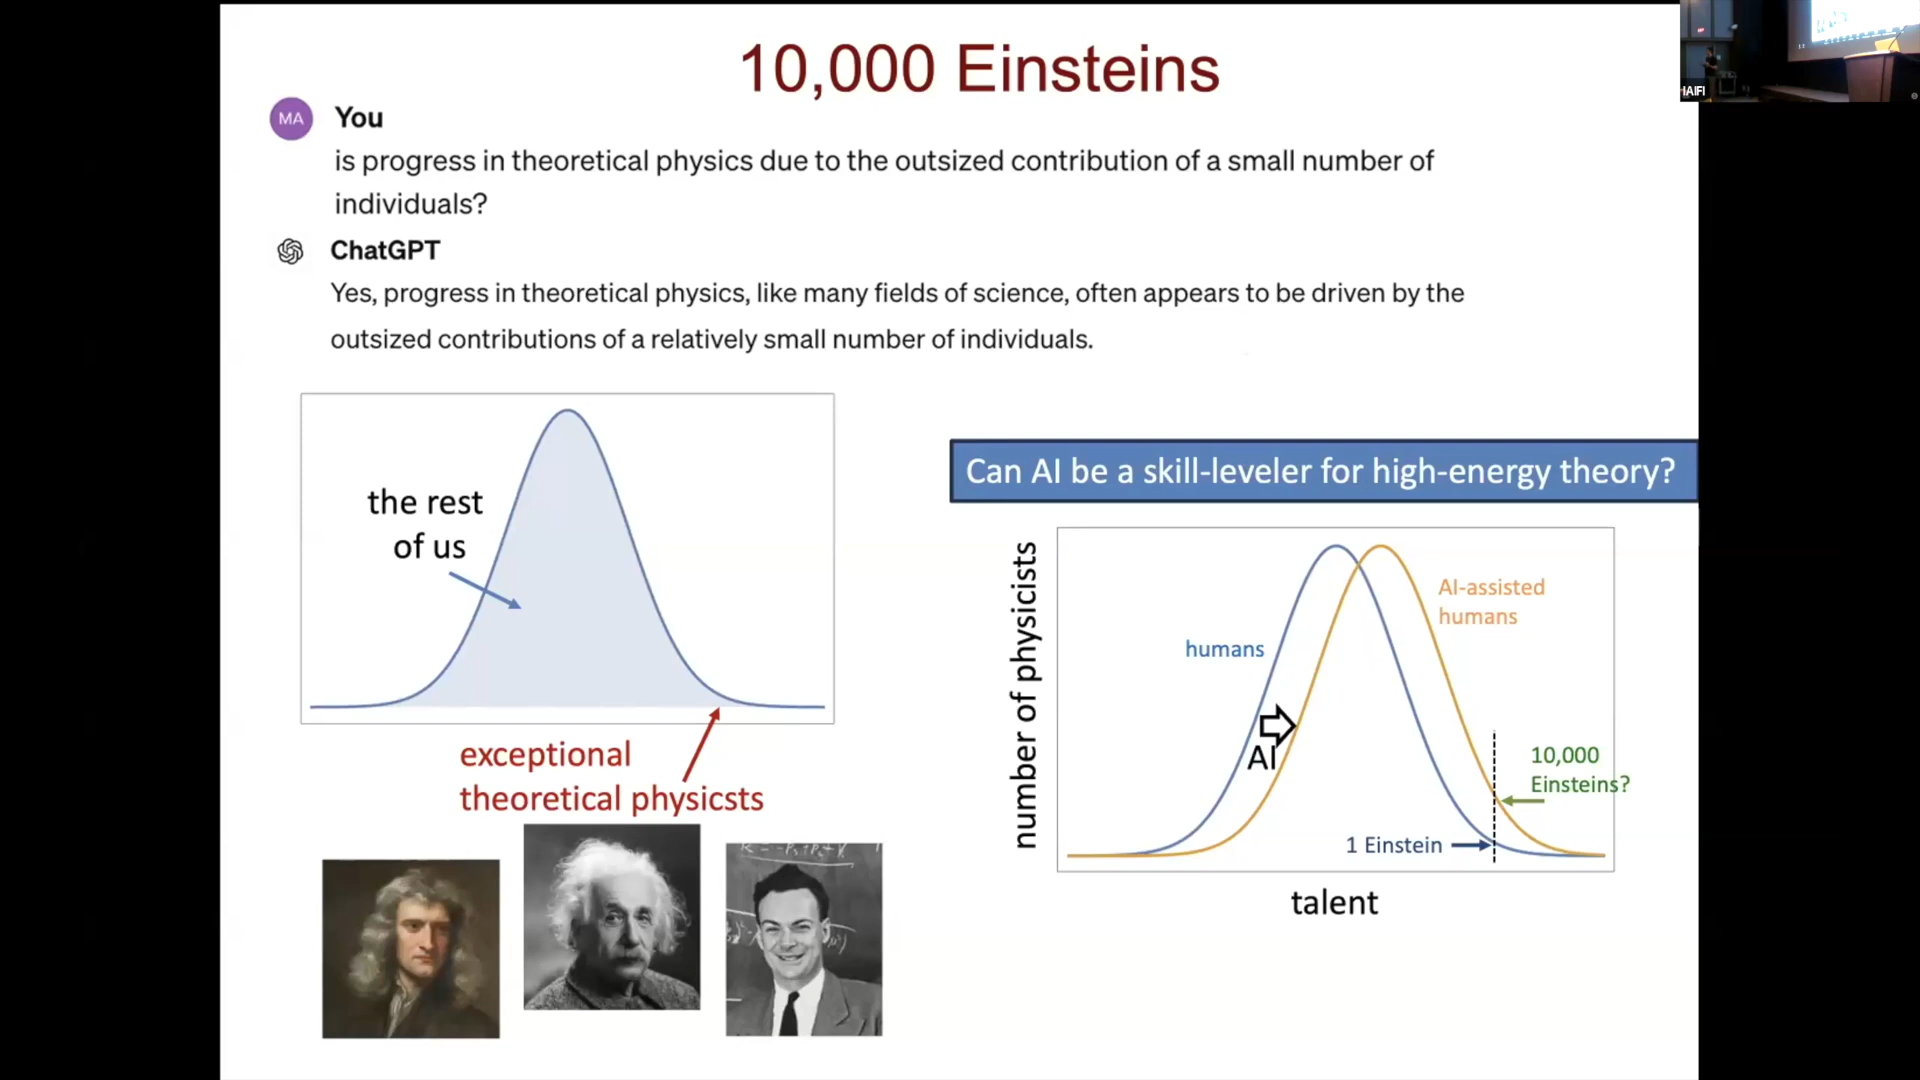 10,000 Einsteins
MA
You
is progress in theoretical physics due to the outsized contribution of a small number of
individuals?
ChatGPT
Yes, progress in theoretical physics, like many fields of science, often appears to be driven by the
outsized contributions of a relatively small number of individuals.
the rest
of us
exceptional
theoretical physicsts
Can AI be a skill-leveler for high-energy theory?
number of physicists
humans
AI-assisted
humans
AI
10,000
Einsteins?
1 Einstein
talent
IAIFI